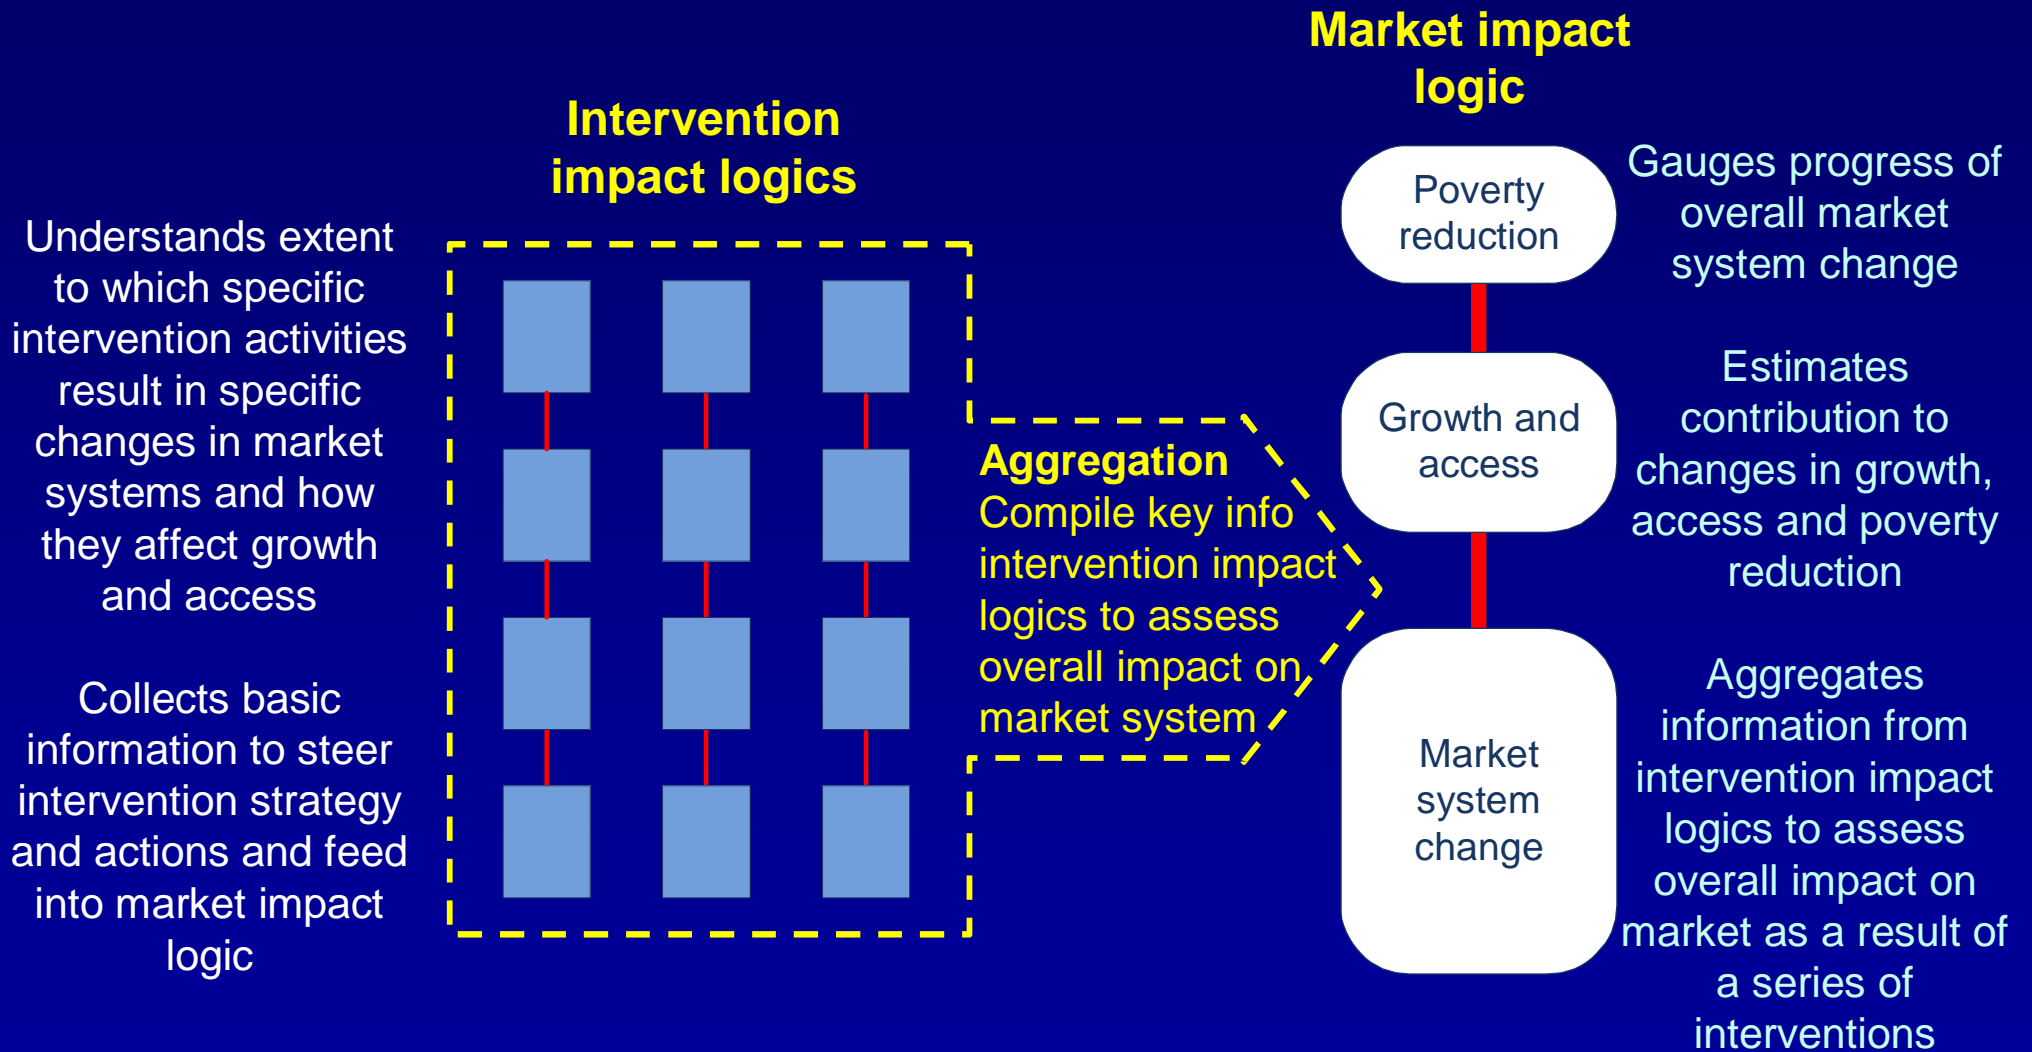 Market impact
logic
Intervention
impact logics
Understands extent
to which specific
intervention activities
result in specific
changes in market
systems and how
they affect growth
and access
Collects basic
information to steer
intervention strategy
and actions and feed
into market impact
logic
Aggregation
Compile key info
intervention impact
logics to assess
overall impact on
market system
Poverty
reduction
Growth and
access
Market
system
change
Gauges progress of
overall market
system change
Estimates
contribution to
changes in growth,
access and poverty
reduction
Aggregates
information from
intervention impact
logics to assess
overall impact on
market as a result of
a series of
interventions